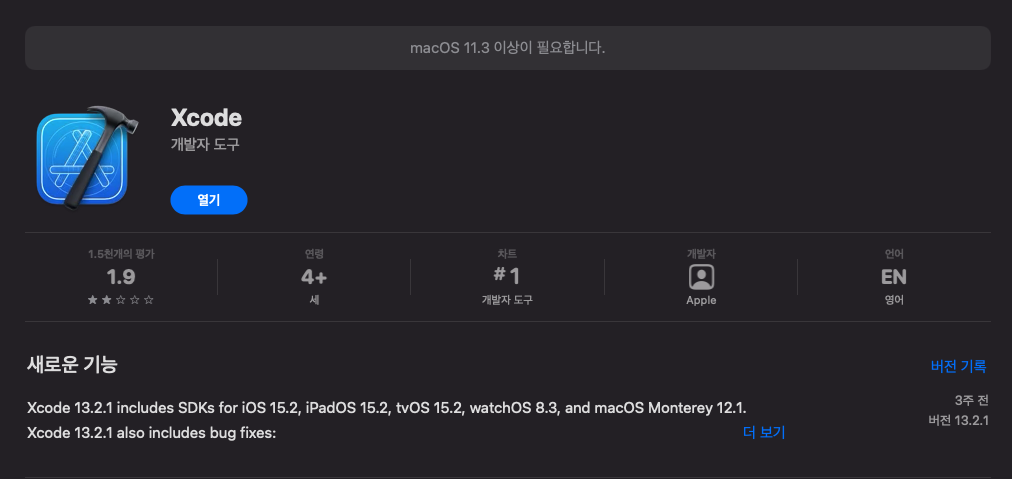 macOS 11.3 이상이 필요합니다.
Xcode
개발자 도구
열기
1.5천개의 평가
1.9
★★☆☆☆
연령
4+
세
차트
#1
개발자 도구
개발자
Apple
언어
EN
영어
새로운 기능
버전 기록
Xcode 13.2.1 includes SDKs for iOS 15.2, iPadOS 15.2, tvOS 15.2, watchOS 8.3, and macOS Monterey 12.1.
Xcode 13.2.1 also includes bug fixes:
더 보기
3주 전
버전 13.2.1